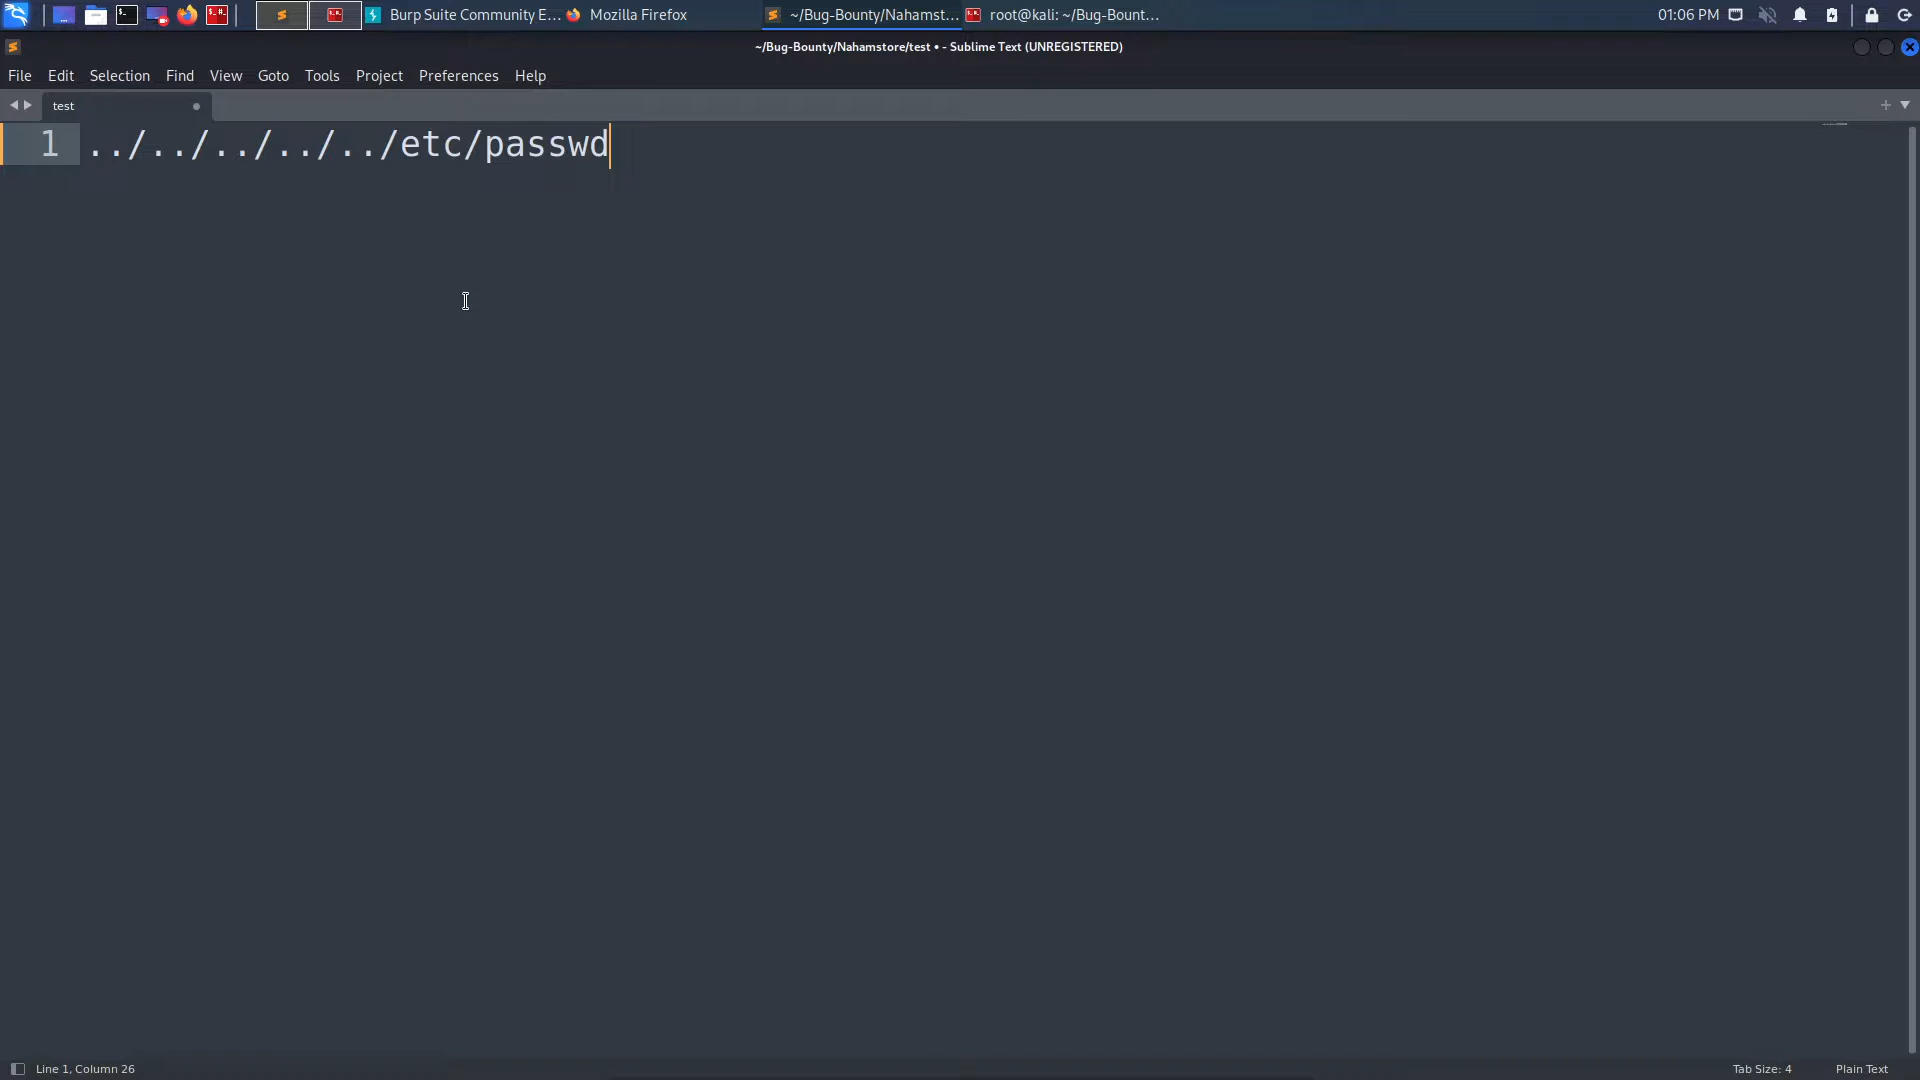 Burp Suite Community E...
Mozilla Firefox
~/Bug-Bounty/Nahamst...
root@kali: ~/Bug-Bount...
01:06 PM
~/Bug-Bounty/Nahamstore/test • - Sublime Text (UNREGISTERED)
File Edit Selection Find View Goto Tools Project Preferences Help
test
1 ../../../../../etc/passwd
Line 1, Column 26
Tab Size: 4
Plain Text